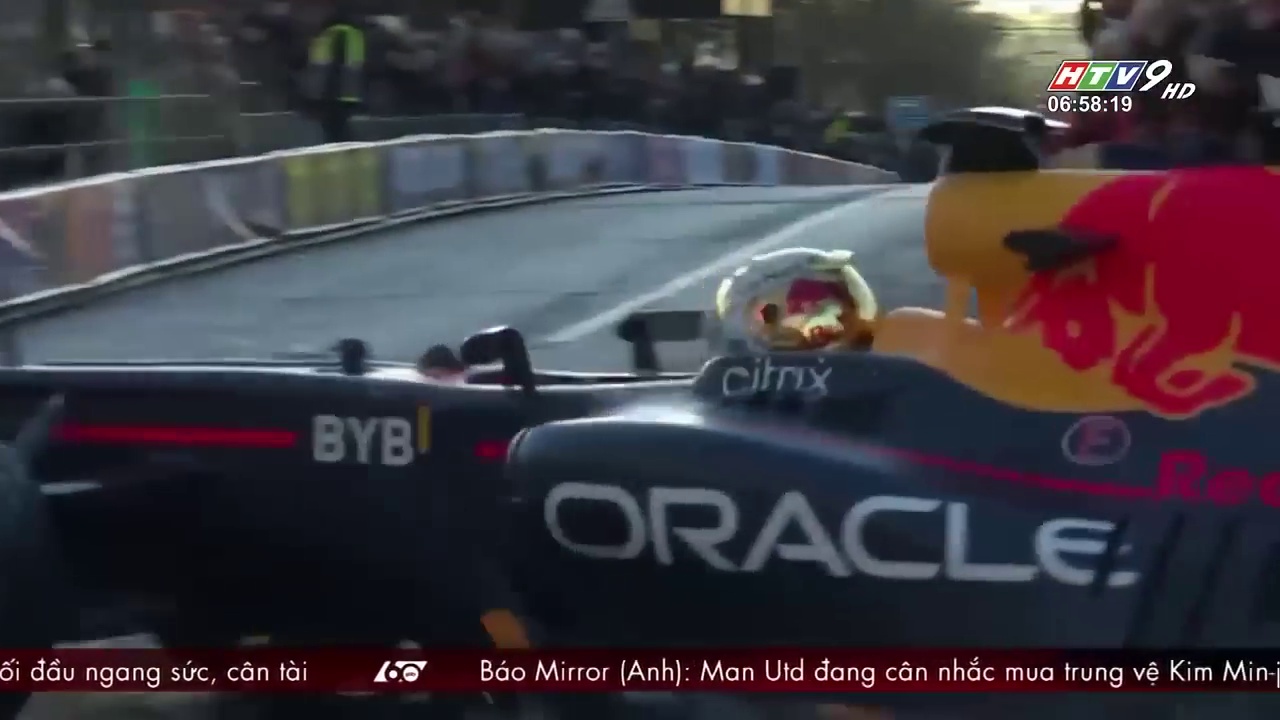 HTV9 HD
06:58:19
citrix
BYB
ORACLE
ối đầu ngang sức, cân tài
60
Báo Mirror (Anh): Man Utd đang cân nhắc mua trung vệ Kim Min-j